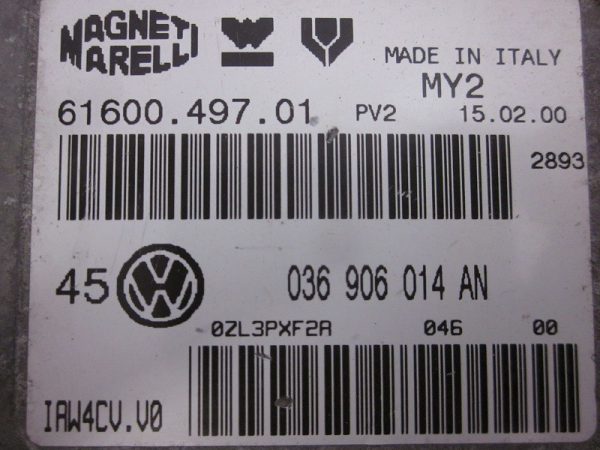 MAGNETI MARELLI
MADE IN ITALY
MY2
61600.497.01 PV2 15.02.00
2893
45 VW 036 906 014 AN
0ZL3PXF2A 046 00
IAW4CV.V0